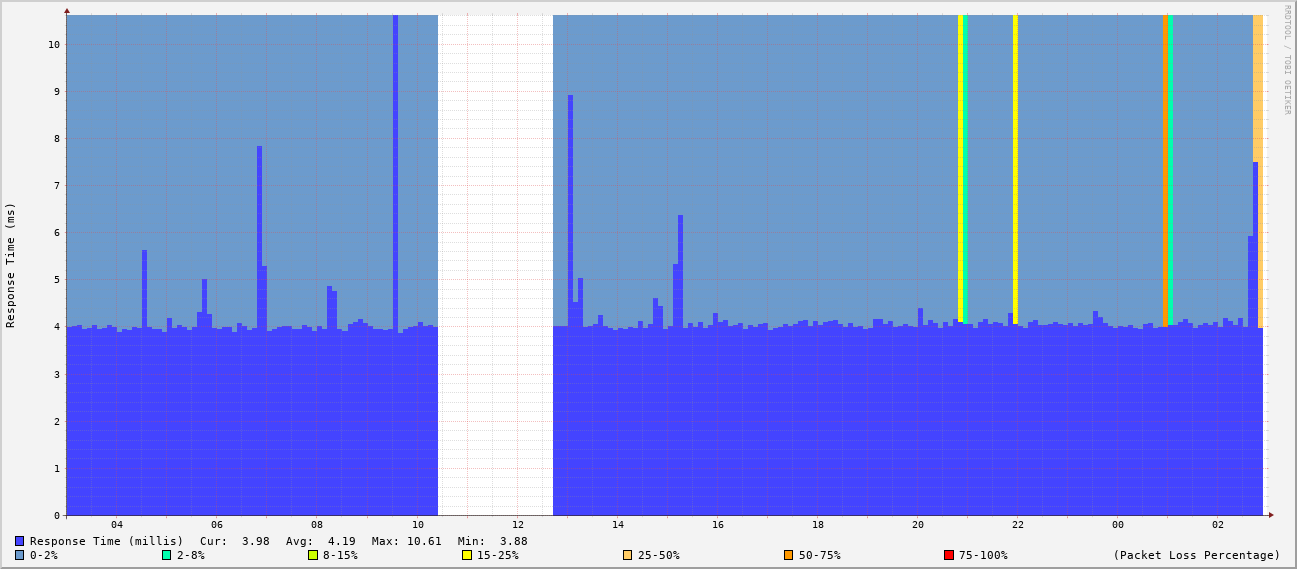 RRDTOOL / TOBI OETIKER
Response Time (ms)
10
9
8
7
6
5
4
3
2
1
0
04 06 08 10 12 14 16 18 20 22 00 02
Response Time (millis) Cur: 3.98 Avg: 4.19 Max: 10.61 Min: 3.88
0-2% 2-8% 8-15% 15-25% 25-50% 50-75% 75-100% (Packet Loss Percentage)